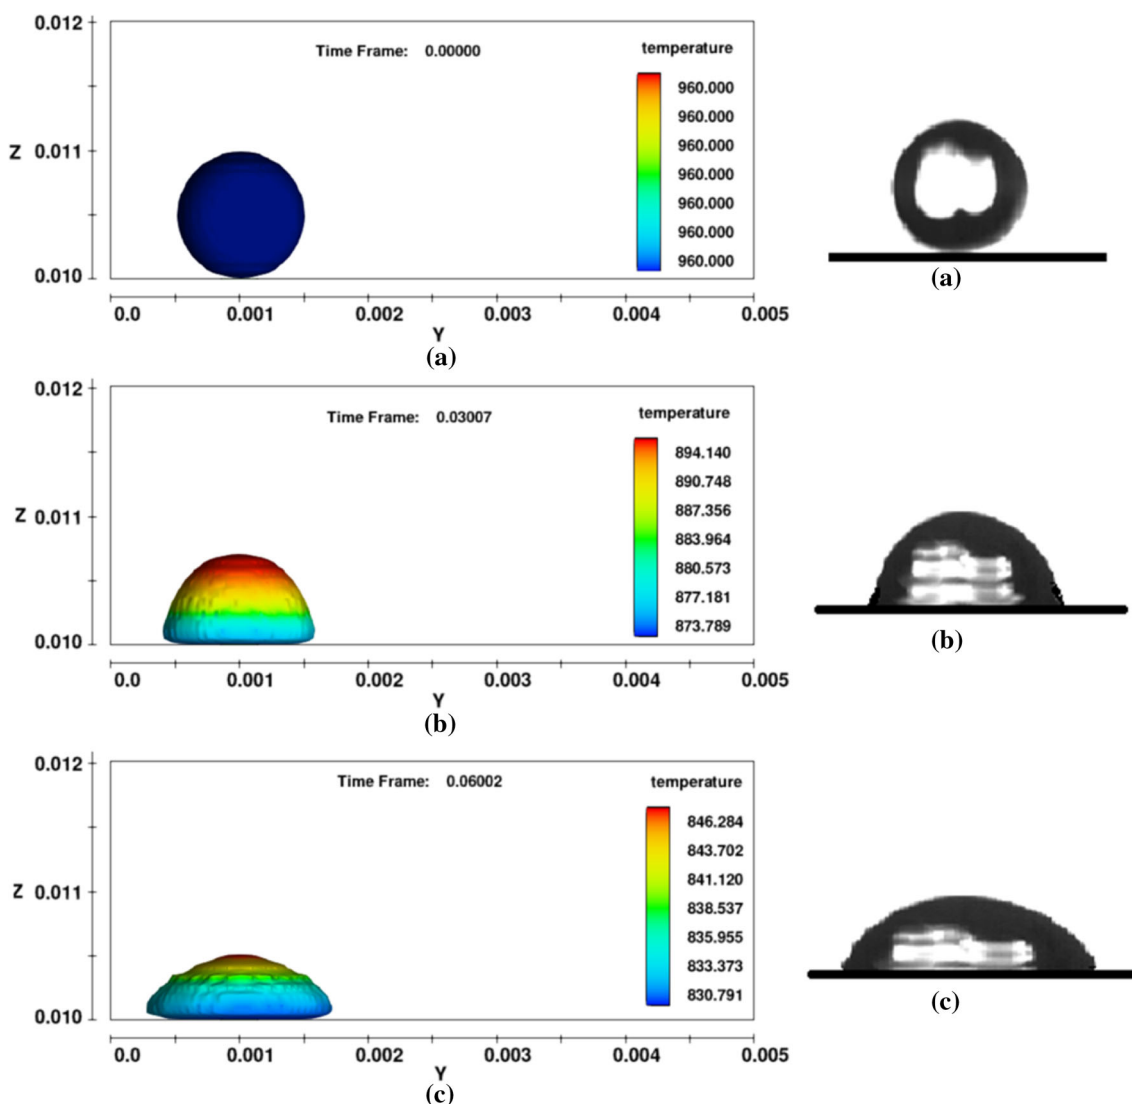 0.012
Time Frame: 0.00000
temperature
960.000
960.000
960.000
960.000
960.000
960.000
960.000
Z 0.011
0.010
0.0 0.001 0.002 0.003 0.004 0.005
Y
(a)
(a)
0.012
Time Frame: 0.03007
temperature
894.140
890.748
887.356
883.964
880.573
877.181
873.789
Z 0.011
0.010
0.0 0.001 0.002 0.003 0.004 0.005
Y
(b)
(b)
0.012
Time Frame: 0.06002
temperature
846.284
843.702
841.120
838.537
835.955
833.373
830.791
Z 0.011
0.010
0.0 0.001 0.002 0.003 0.004 0.005
Y
(c)
(c)